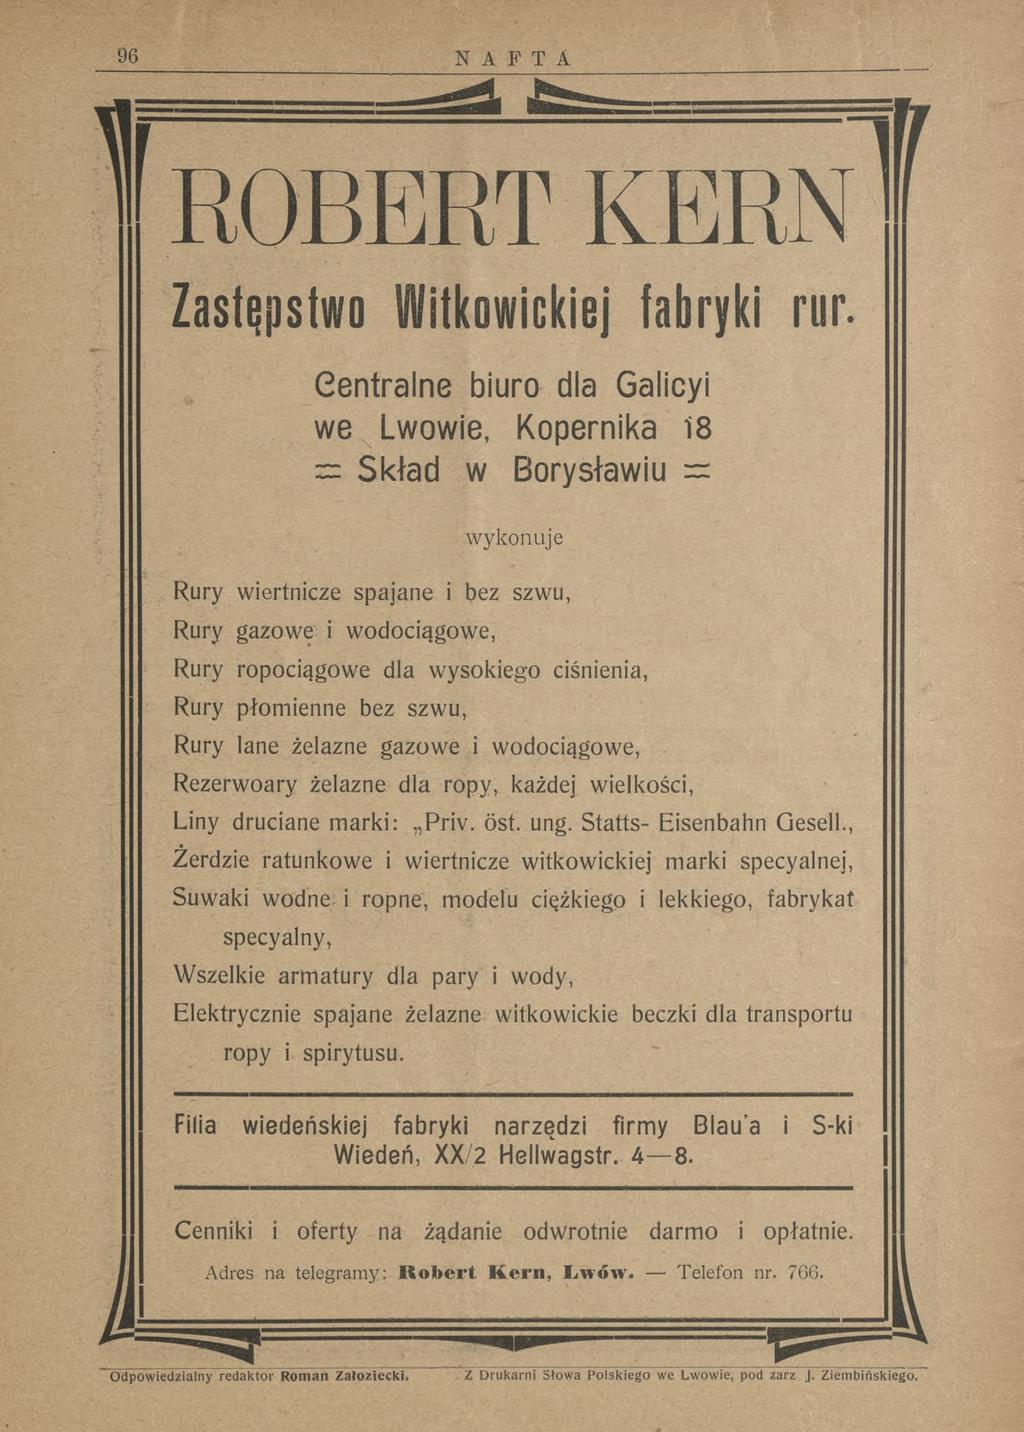 96
NAFTA
ROBERT KERN
Zastępstwo Witkowickiej fabryki rur.
Centralne biuro dla Galicyi
we Lwowie, Kopernika 18
== Skład w Borysławiu ==
wykonuje
Rury wiertnicze spajane i bez szwu,
Rury gazowe i wodociągowe,
Rury ropociągowe dla wysokiego ciśnienia,
Rury płomienne bez szwu,
Rury lane żelazne gazowe i wodociągowe,
Rezerwoary żelazne dla ropy, każdej wielkości,
Liny druciane marki: „Priv. öst. ung. Statts- Eisenbahn Gesell.,
Żerdzie ratunkowe i wiertnicze witkowickiej marki specyalnej,
Suwaki wodne i ropne, modelu ciężkiego i lekkiego, fabrykat
specyalny,
Wszelkie armatury dla pary i wody,
Elektrycznie spajane żelazne witkowickie beczki dla transportu
ropy i spirytusu.
Filia wiedeńskiej fabryki narzędzi firmy Blau'a i S-ki
Wiedeń, XX/2 Hellwagstr. 4—8.
Cenniki i oferty na żądanie odwrotnie darmo i opłatnie.
Adres na telegramy: Robert Kern, Lwów. — Telefon nr. 766.
Odpowiedzialny redaktor Roman Załoziecki. Z Drukarni Słowa Polskiego we Lwowie, pod zarz J. Ziembińskiego.